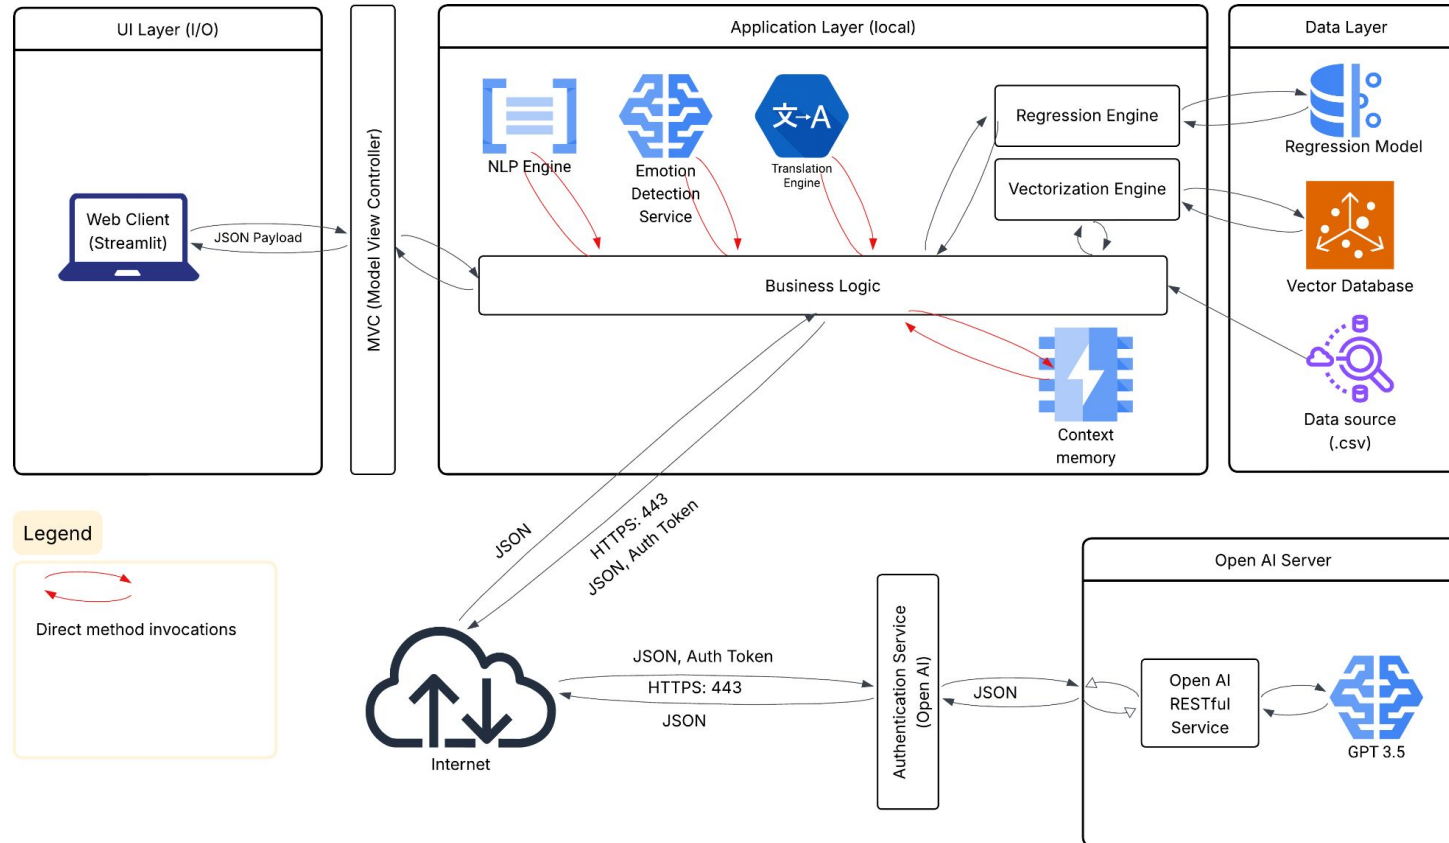 UI Layer (I/O)
Web Client
(Streamlit)
JSON Payload
MVC (Model View Controller)
Application Layer (local)
NLP Engine
Emotion
Detection
Service
文→A
Translation
Engine
Regression Engine
Vectorization Engine
Business Logic
Context
memory
Data Layer
Regression Model
Vector Database
Data source
(.csv)
Legend
Direct method invocations
JSON
HTTPS: 443
JSON, Auth Token
Internet
JSON, Auth Token
HTTPS: 443
JSON
Authentication Service
(Open AI)
JSON
Open AI Server
Open AI
RESTful
Service
GPT 3.5